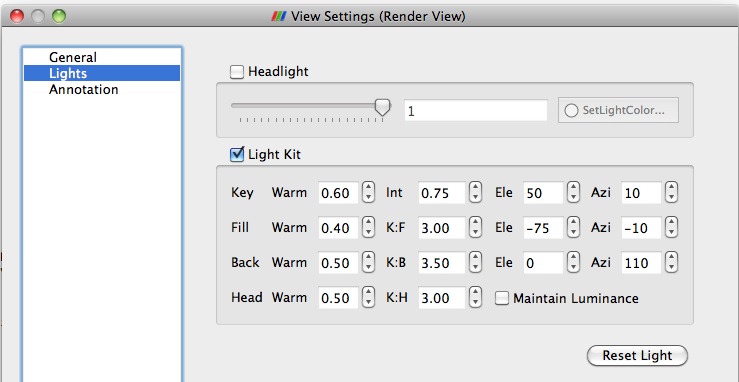 View Settings (Render View)
General
Lights
Annotation
Headlight
1 SetLightColor...
Light Kit
Key Warm 0.60 Int 0.75 Ele 50 Azi 10
Fill Warm 0.40 K:F 3.00 Ele -75 Azi -10
Back Warm 0.50 K:B 3.50 Ele 0 Azi 110
Head Warm 0.50 K:H 3.00 Maintain Luminance
Reset Light